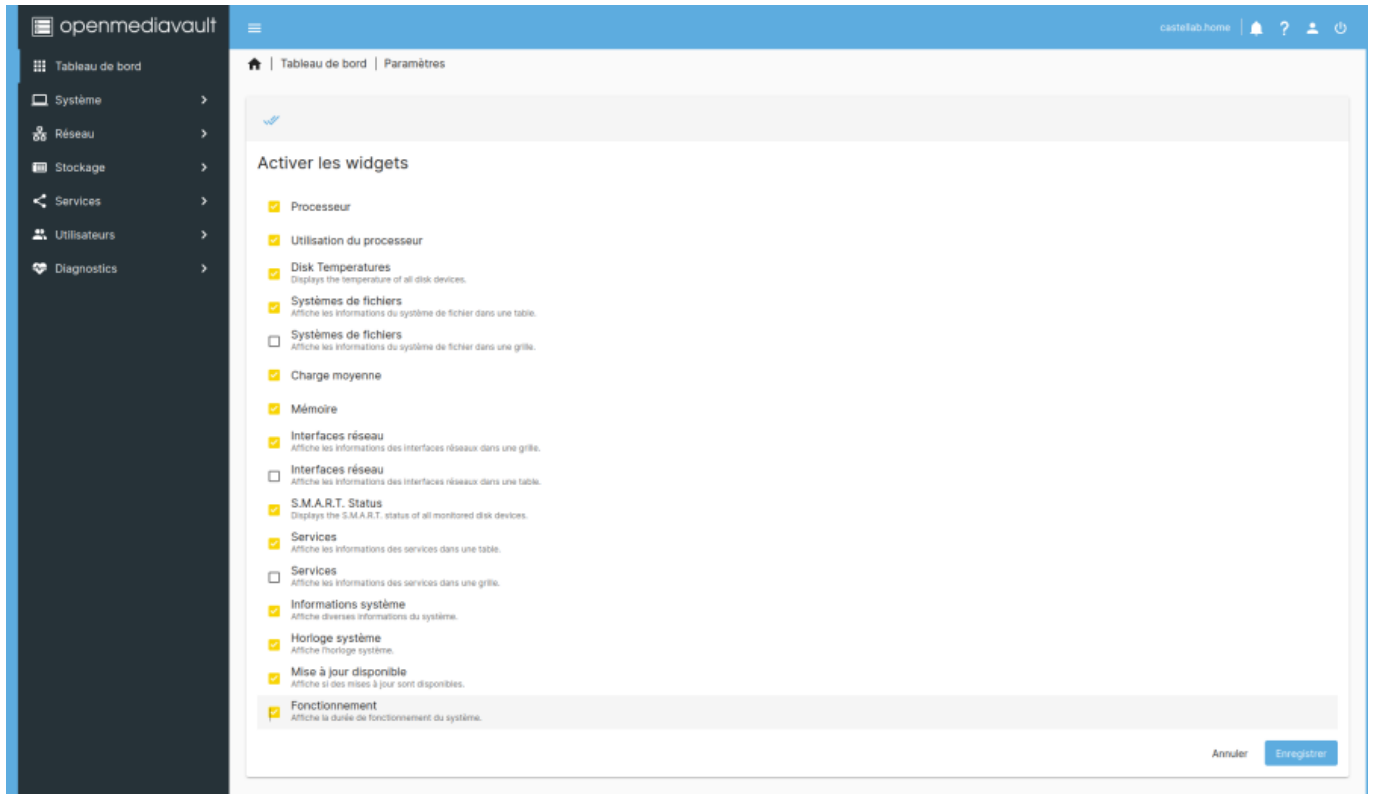 openmediavault
castellab.home
Tableau de bord
Système
Réseau
Stockage
Services
Utilisateurs
Diagnostics
Tableau de bord | Paramètres
Activer les widgets
Processeur
Utilisation du processeur
Disk Temperatures
Displays the temperature of all disk devices.
Systèmes de fichiers
Affiche les informations du système de fichier dans une table.
Systèmes de fichiers
Affiche les informations du système de fichier dans une grille.
Charge moyenne
Mémoire
Interfaces réseau
Affiche les informations des interfaces réseaux dans une grille.
Interfaces réseau
Affiche les informations des interfaces réseaux dans une table.
S.M.A.R.T. Status
Displays the S.M.A.R.T. status of all monitored disk devices.
Services
Affiche les informations des services dans une table.
Services
Affiche les informations des services dans une grille.
Informations système
Affiche diverses informations du système.
Horloge système
Affiche l'horloge système.
Mise à jour disponible
Affiche si des mises à jour sont disponibles.
Fonctionnement
Affiche la durée de fonctionnement du système.
Annuler
Enregistrer